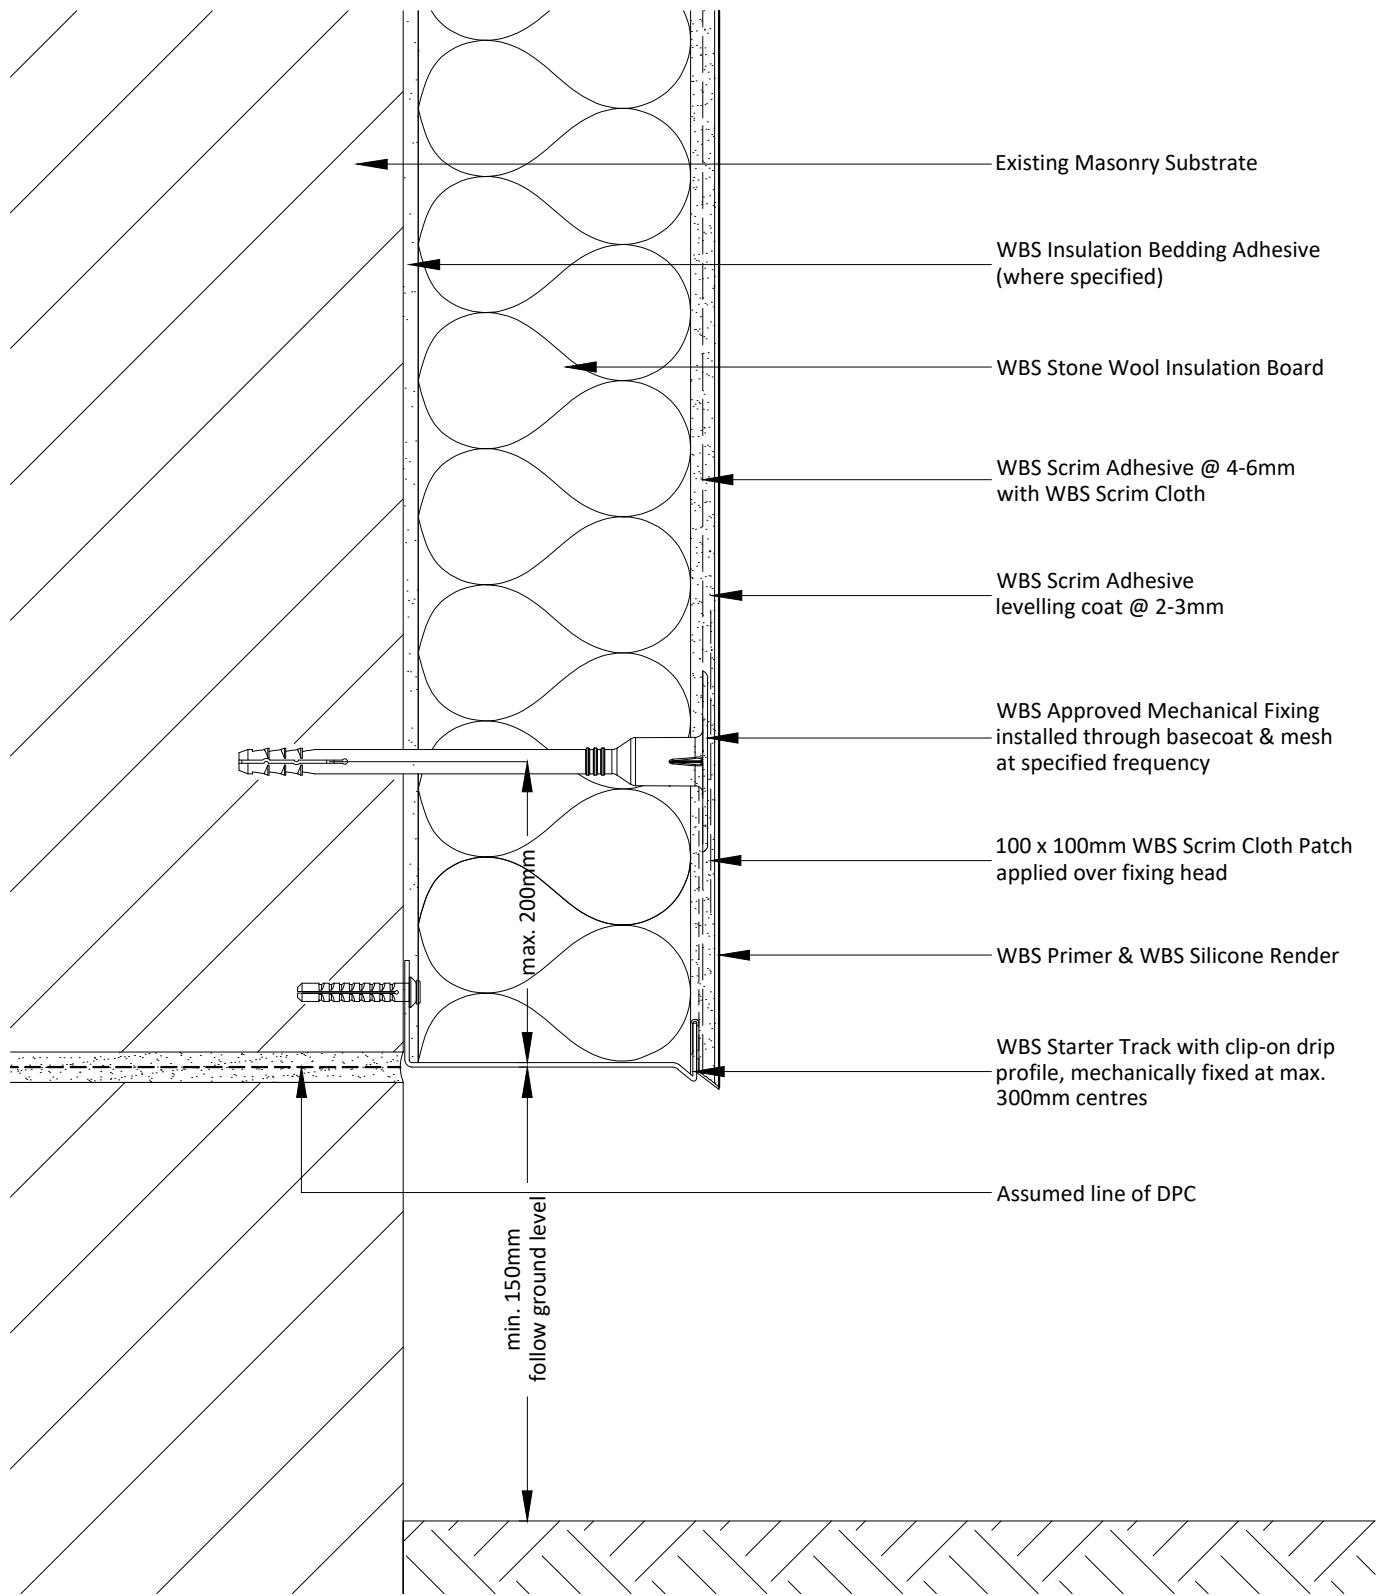 Existing Masonry Substrate
WBS Insulation Bedding Adhesive
(where specified)
WBS Stone Wool Insulation Board
WBS Scrim Adhesive @ 4-6mm
with WBS Scrim Cloth
WBS Scrim Adhesive
levelling coat @ 2-3mm
WBS Approved Mechanical Fixing
installed through basecoat & mesh
at specified frequency
100 x 100mm WBS Scrim Cloth Patch
applied over fixing head
max. 200mm
WBS Primer & WBS Silicone Render
WBS Starter Track with clip-on drip
profile, mechanically fixed at max.
300mm centres
Assumed line of DPC
min. 150mm
follow ground level